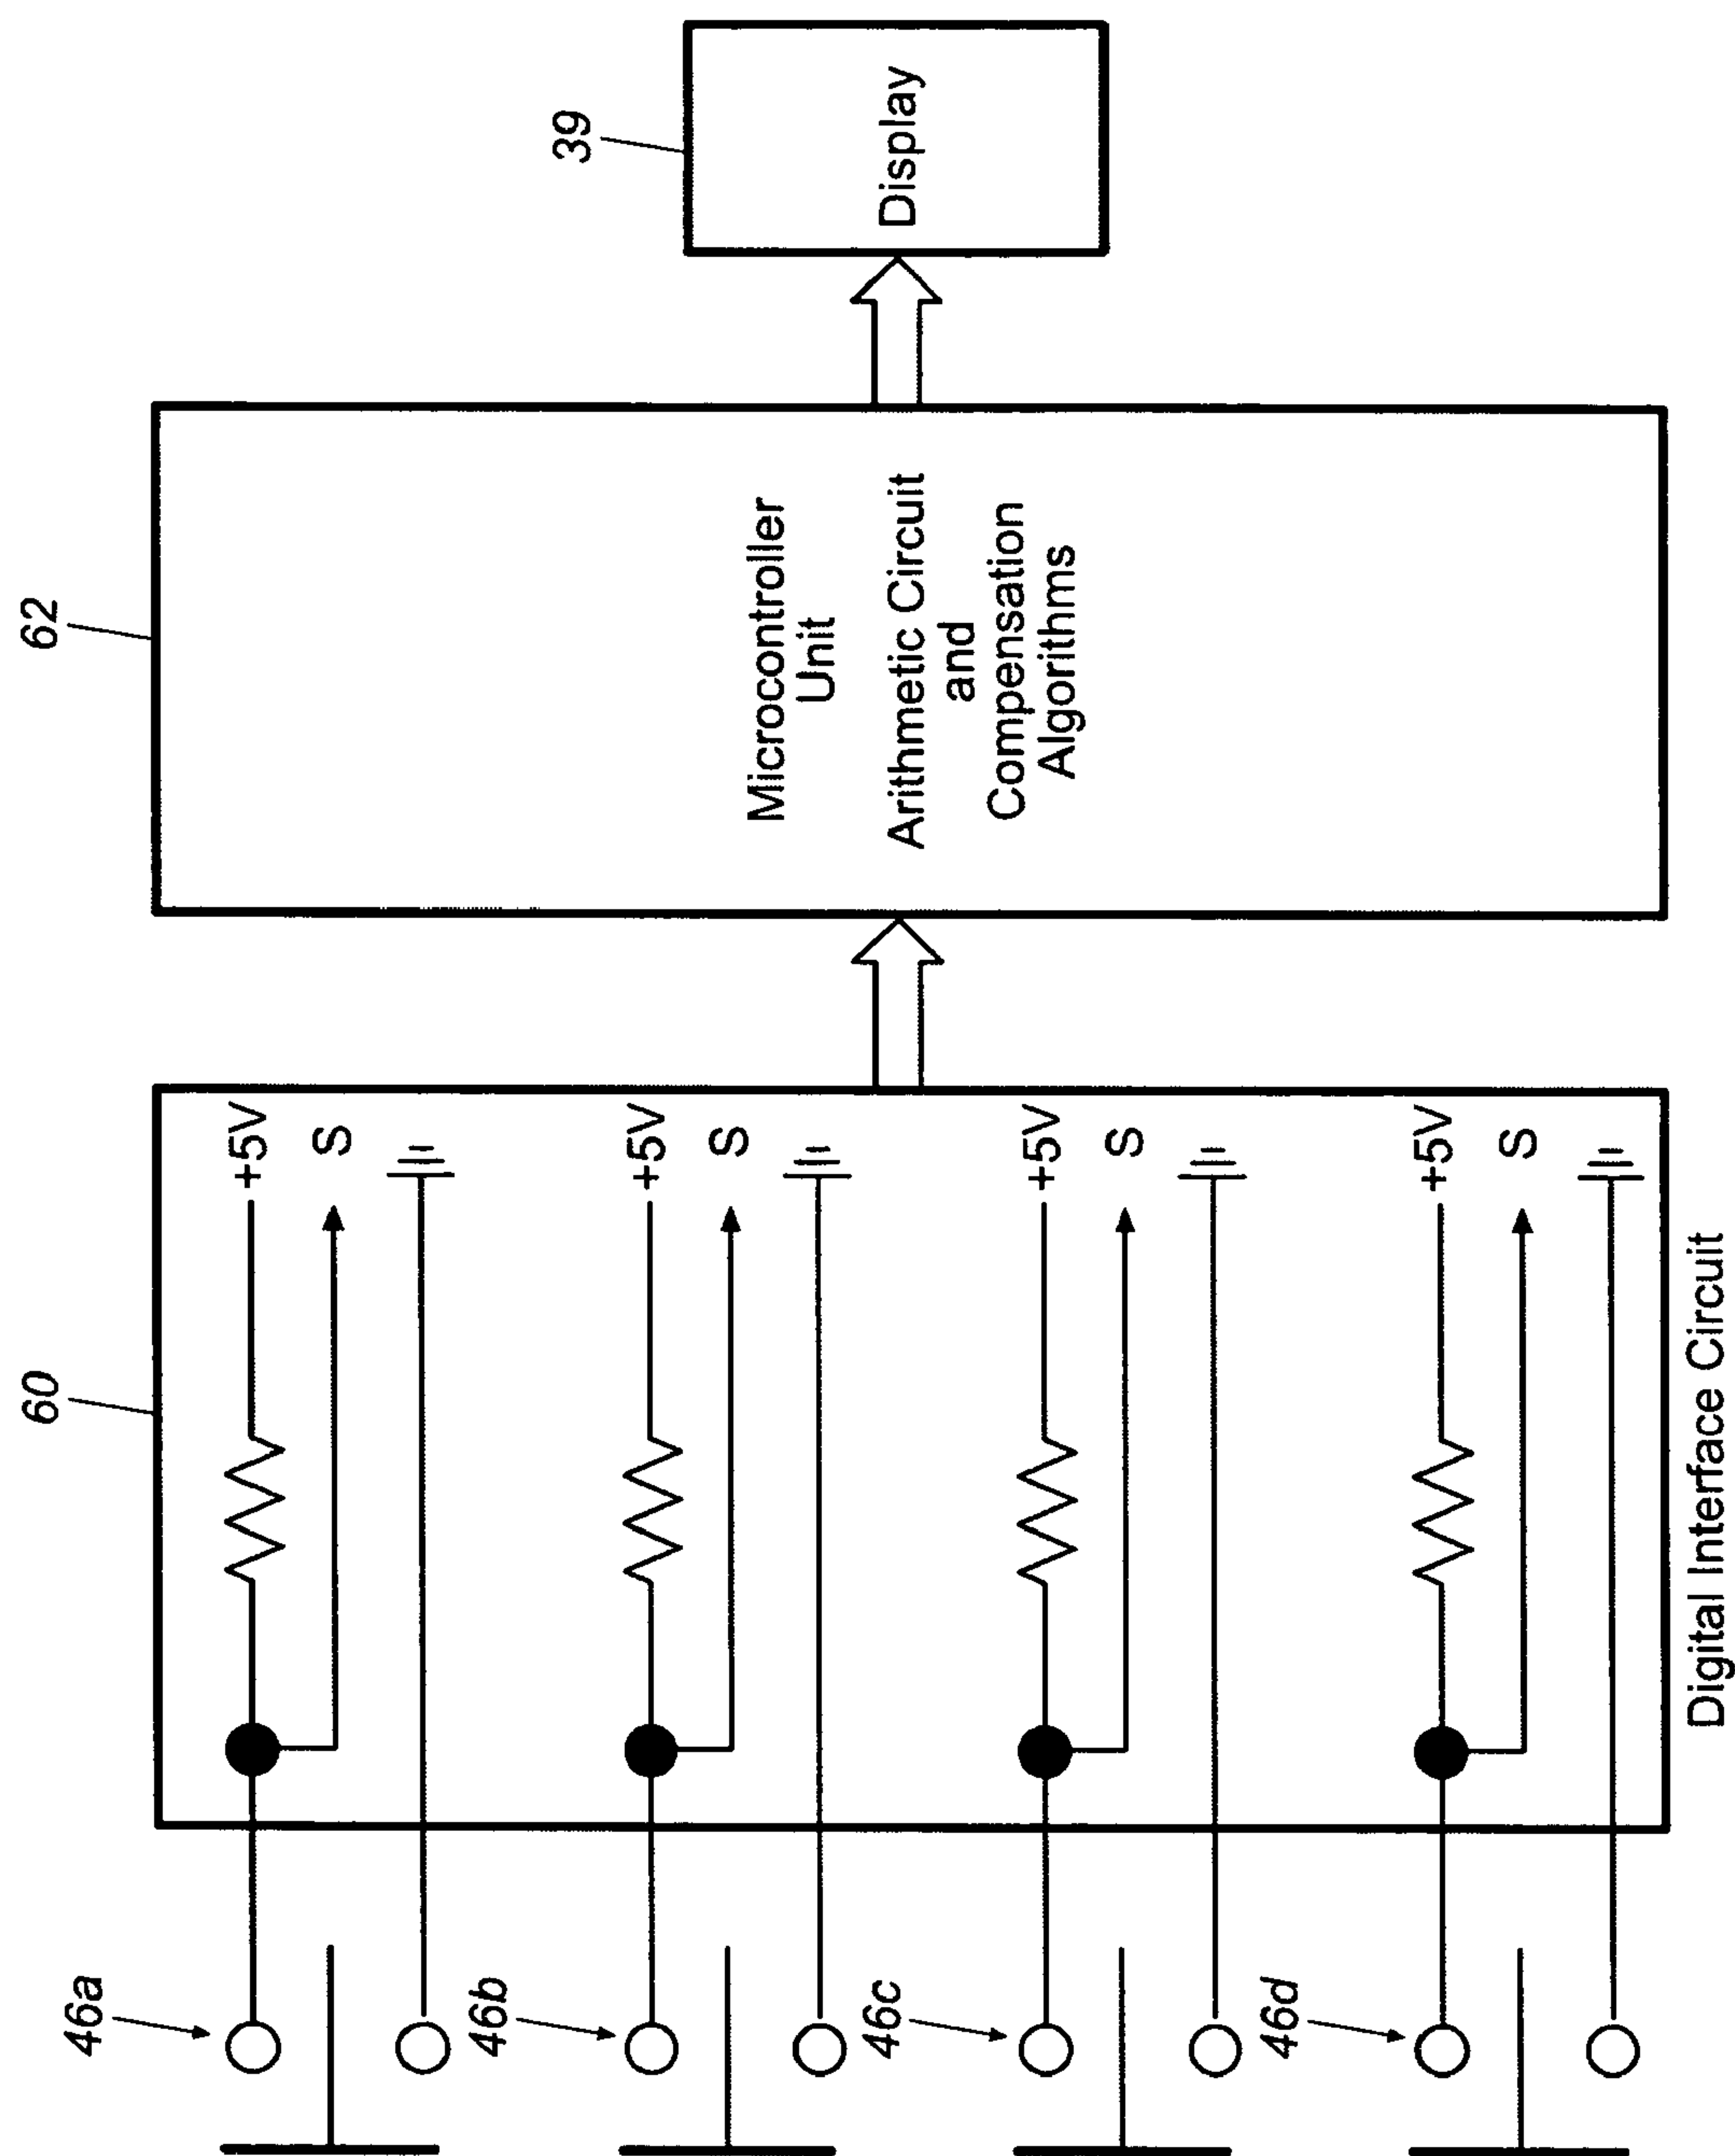 46a
46b
46c
46d
60
+5V
S
+5V
S
+5V
S
+5V
S
Digital Interface Circuit
62
Microcontroller
Unit
Arithmetic Circuit
and
Compensation
Algorithms
39
Display